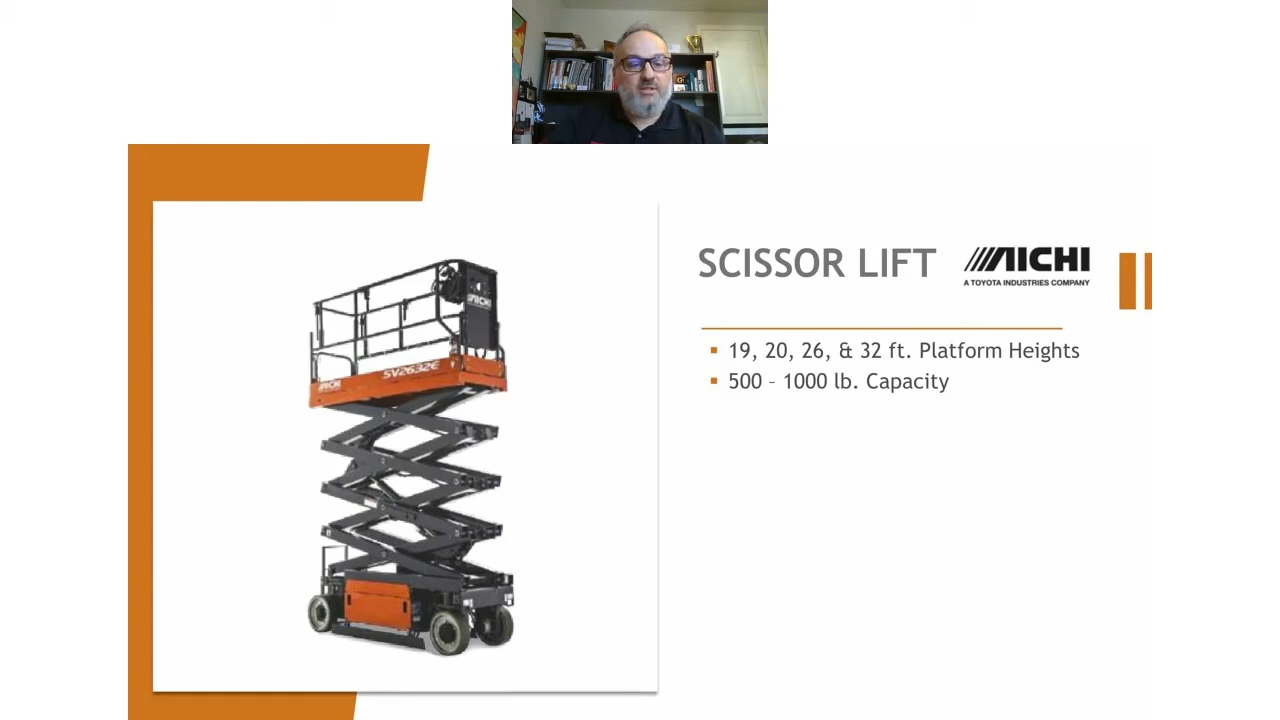 SCISSOR LIFT
AICHI
A TOYOTA INDUSTRIES COMPANY
19, 20, 26, & 32 ft. Platform Heights
500 – 1000 lb. Capacity
AICHI
AICHI
SV2632E